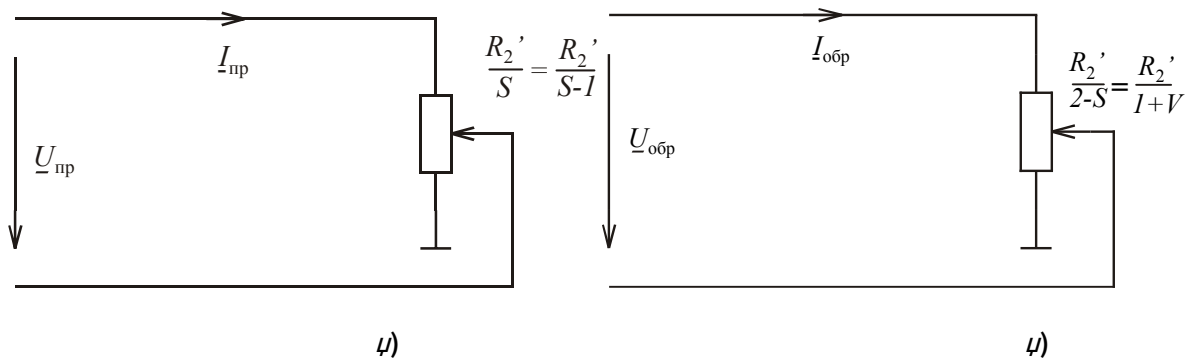 I пр
R₂’/S = R₂’/S-1
U пр
I обр
R₂’/2-S = R₂’/1+V
U обр
џ)
џ)